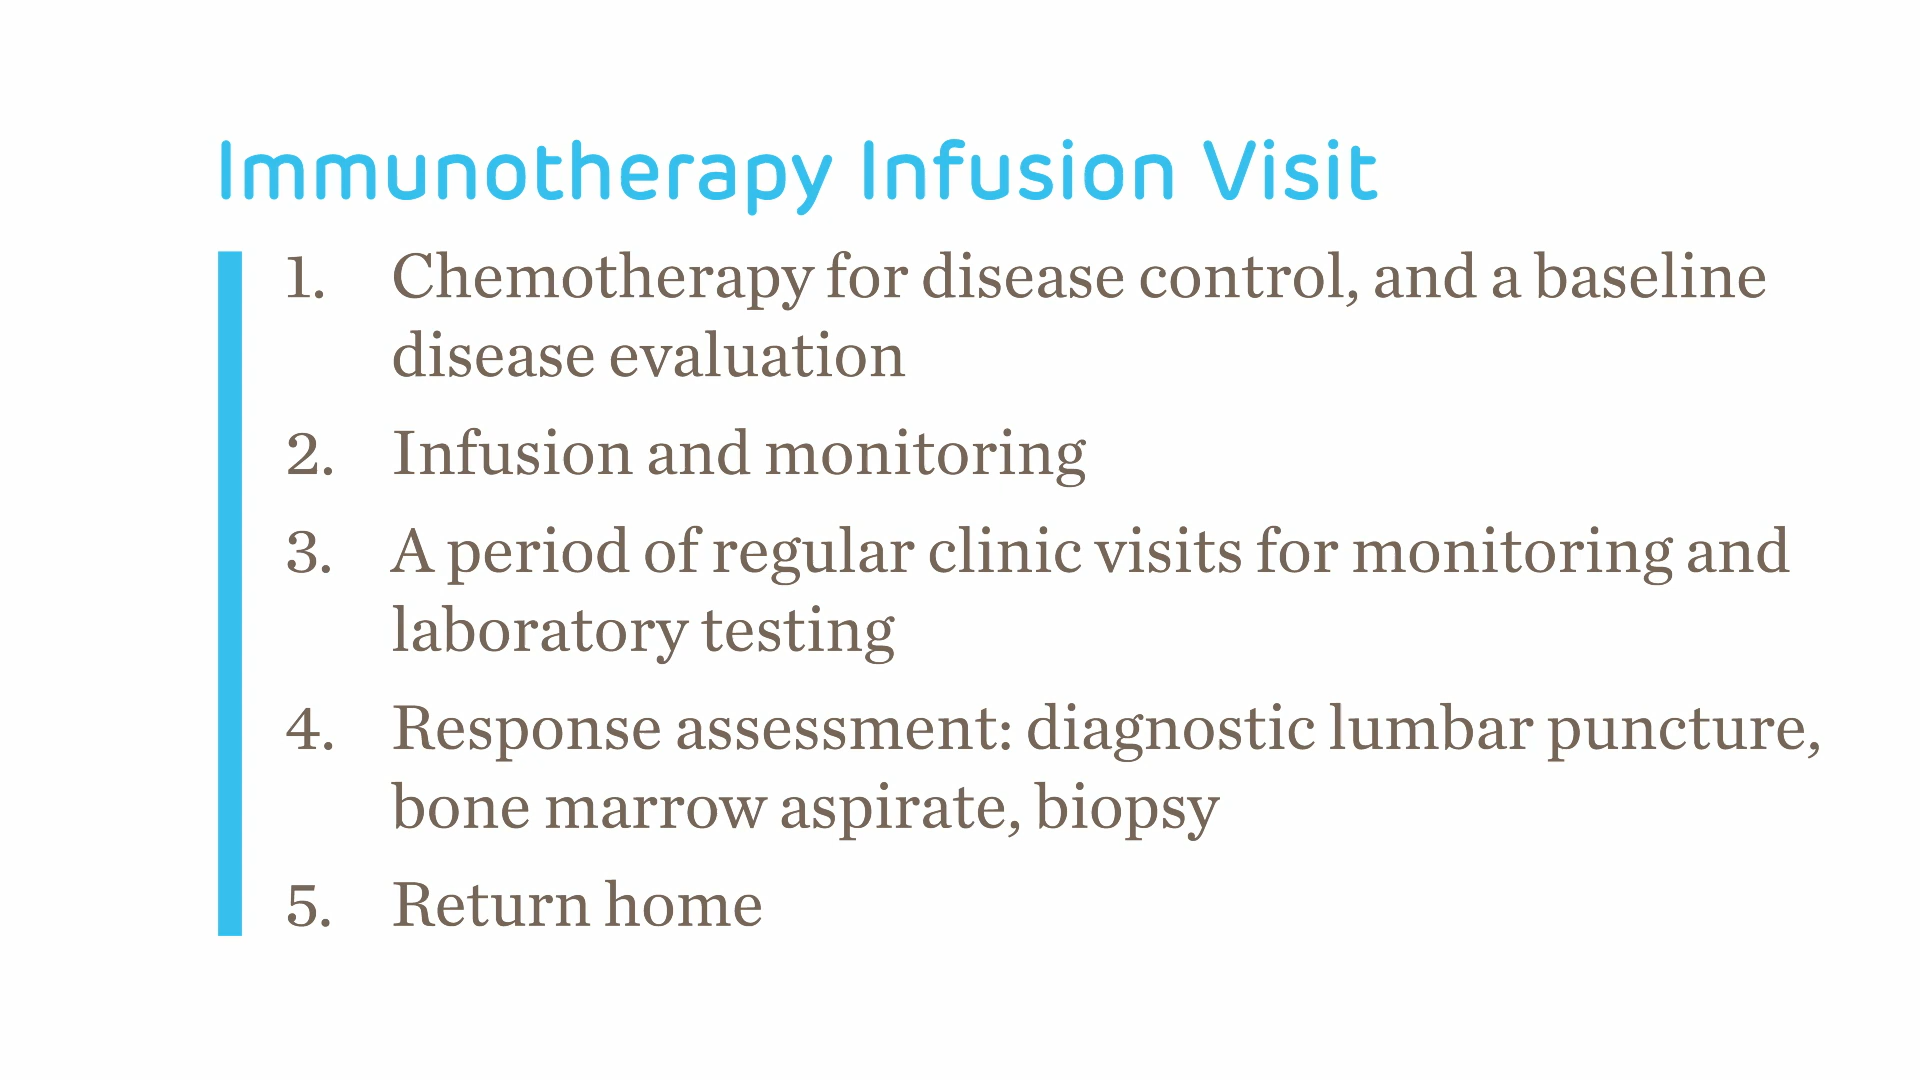 Immunotherapy Infusion Visit
1. Chemotherapy for disease control, and a baseline
disease evaluation
2. Infusion and monitoring
3. A period of regular clinic visits for monitoring and
laboratory testing
4. Response assessment: diagnostic lumbar puncture,
bone marrow aspirate, biopsy
5. Return home